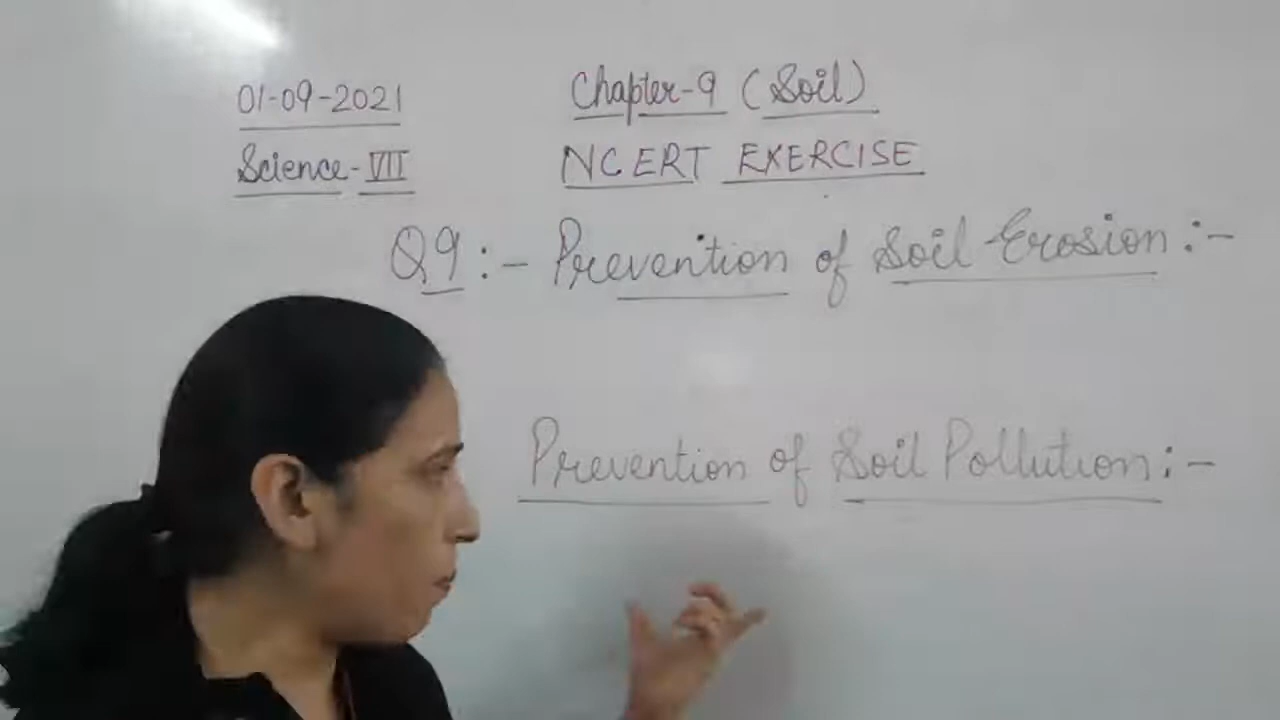 01-09-2021
Chapter-9 (Soil)
Science-VII
NCERT EXERCISE
Q9:- Prevention of Soil Erosion:-
Prevention of Soil Pollution:-